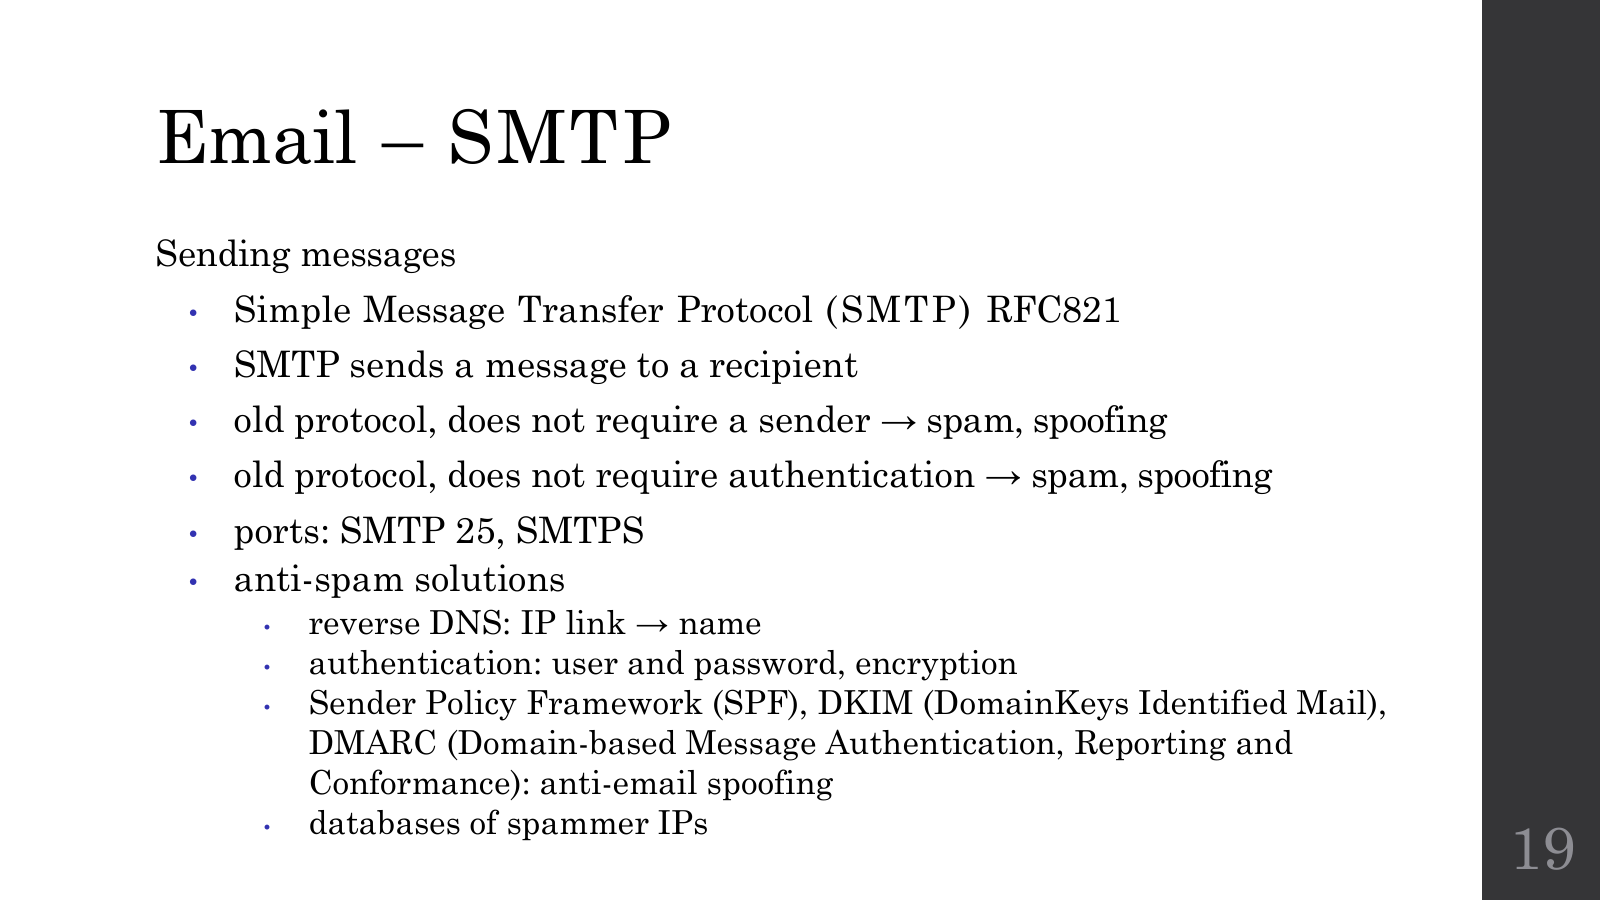 Email – SMTP
Sending messages
• Simple Message Transfer Protocol (SMTP) RFC821
• SMTP sends a message to a recipient
• old protocol, does not require a sender → spam, spoofing
• old protocol, does not require authentication → spam, spoofing
• ports: SMTP 25, SMTPS
• anti-spam solutions
• reverse DNS: IP link → name
• authentication: user and password, encryption
• Sender Policy Framework (SPF), DKIM (DomainKeys Identified Mail),
DMARC (Domain-based Message Authentication, Reporting and
Conformance): anti-email spoofing
• databases of spammer IPs
19